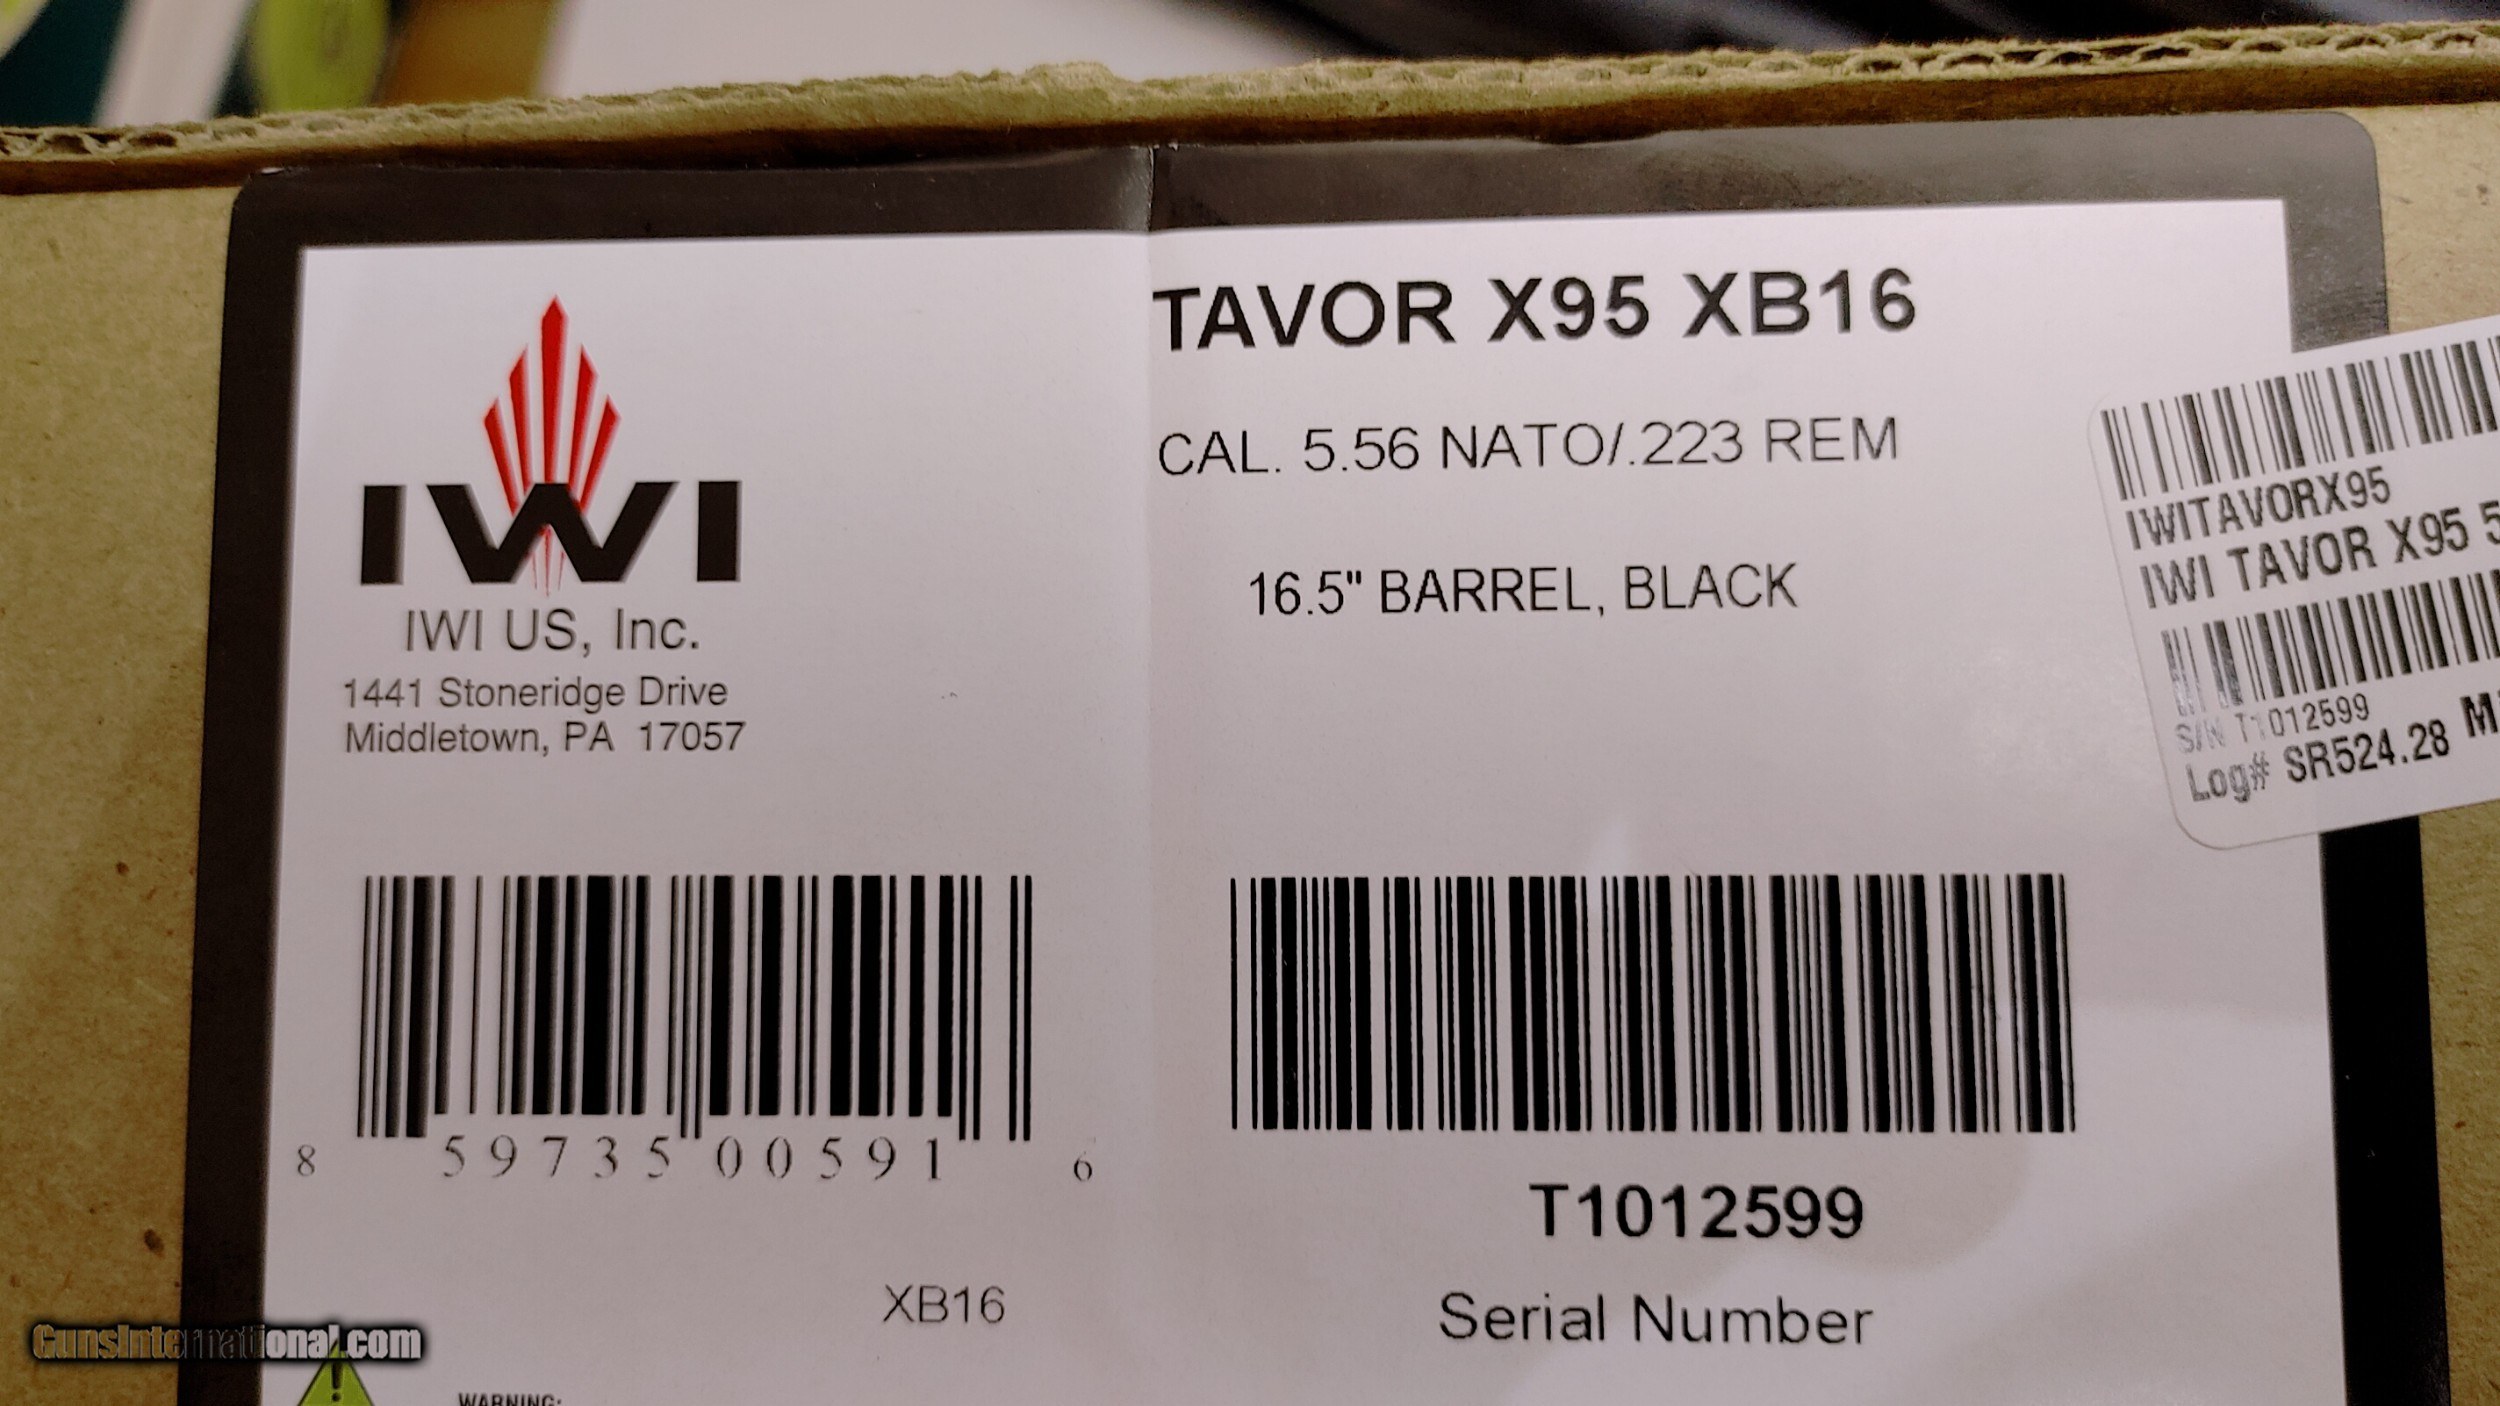 IWI
IWI US, Inc.
1441 Stoneridge Drive
Middletown, PA 17057
8 59735 00591 6
XB16
TAVOR X95 XB16
CAL. 5.56 NATO/.223 REM
16.5" BARREL, BLACK
T1012599
Serial Number
IWITAVORX95
IWI TAVOR X95 5
S/N T1012599
Log# SR524.28
GunsInternational.com
WARNING: